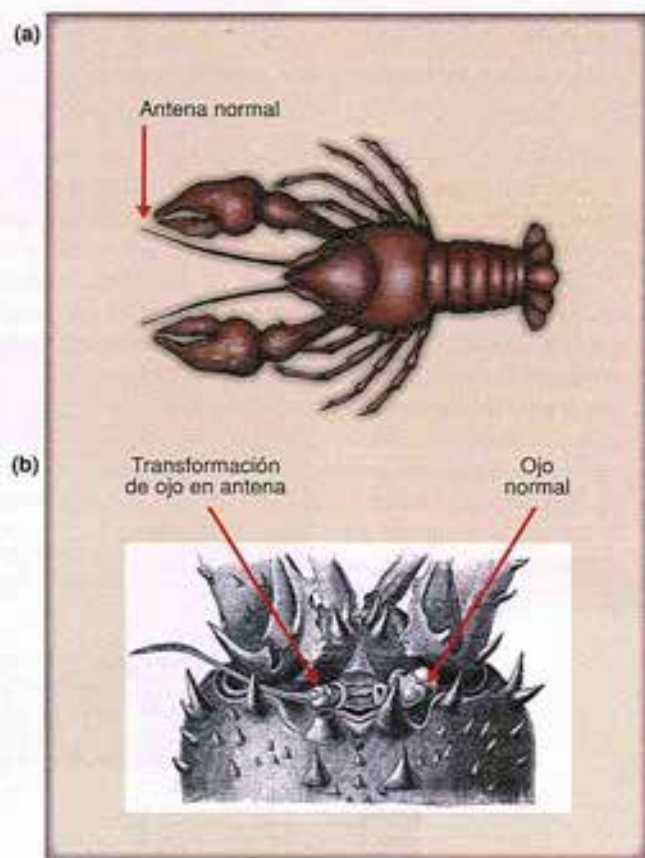 (a)
Antena normal
(b)
Transformación
de ojo en antena
Ojo
normal